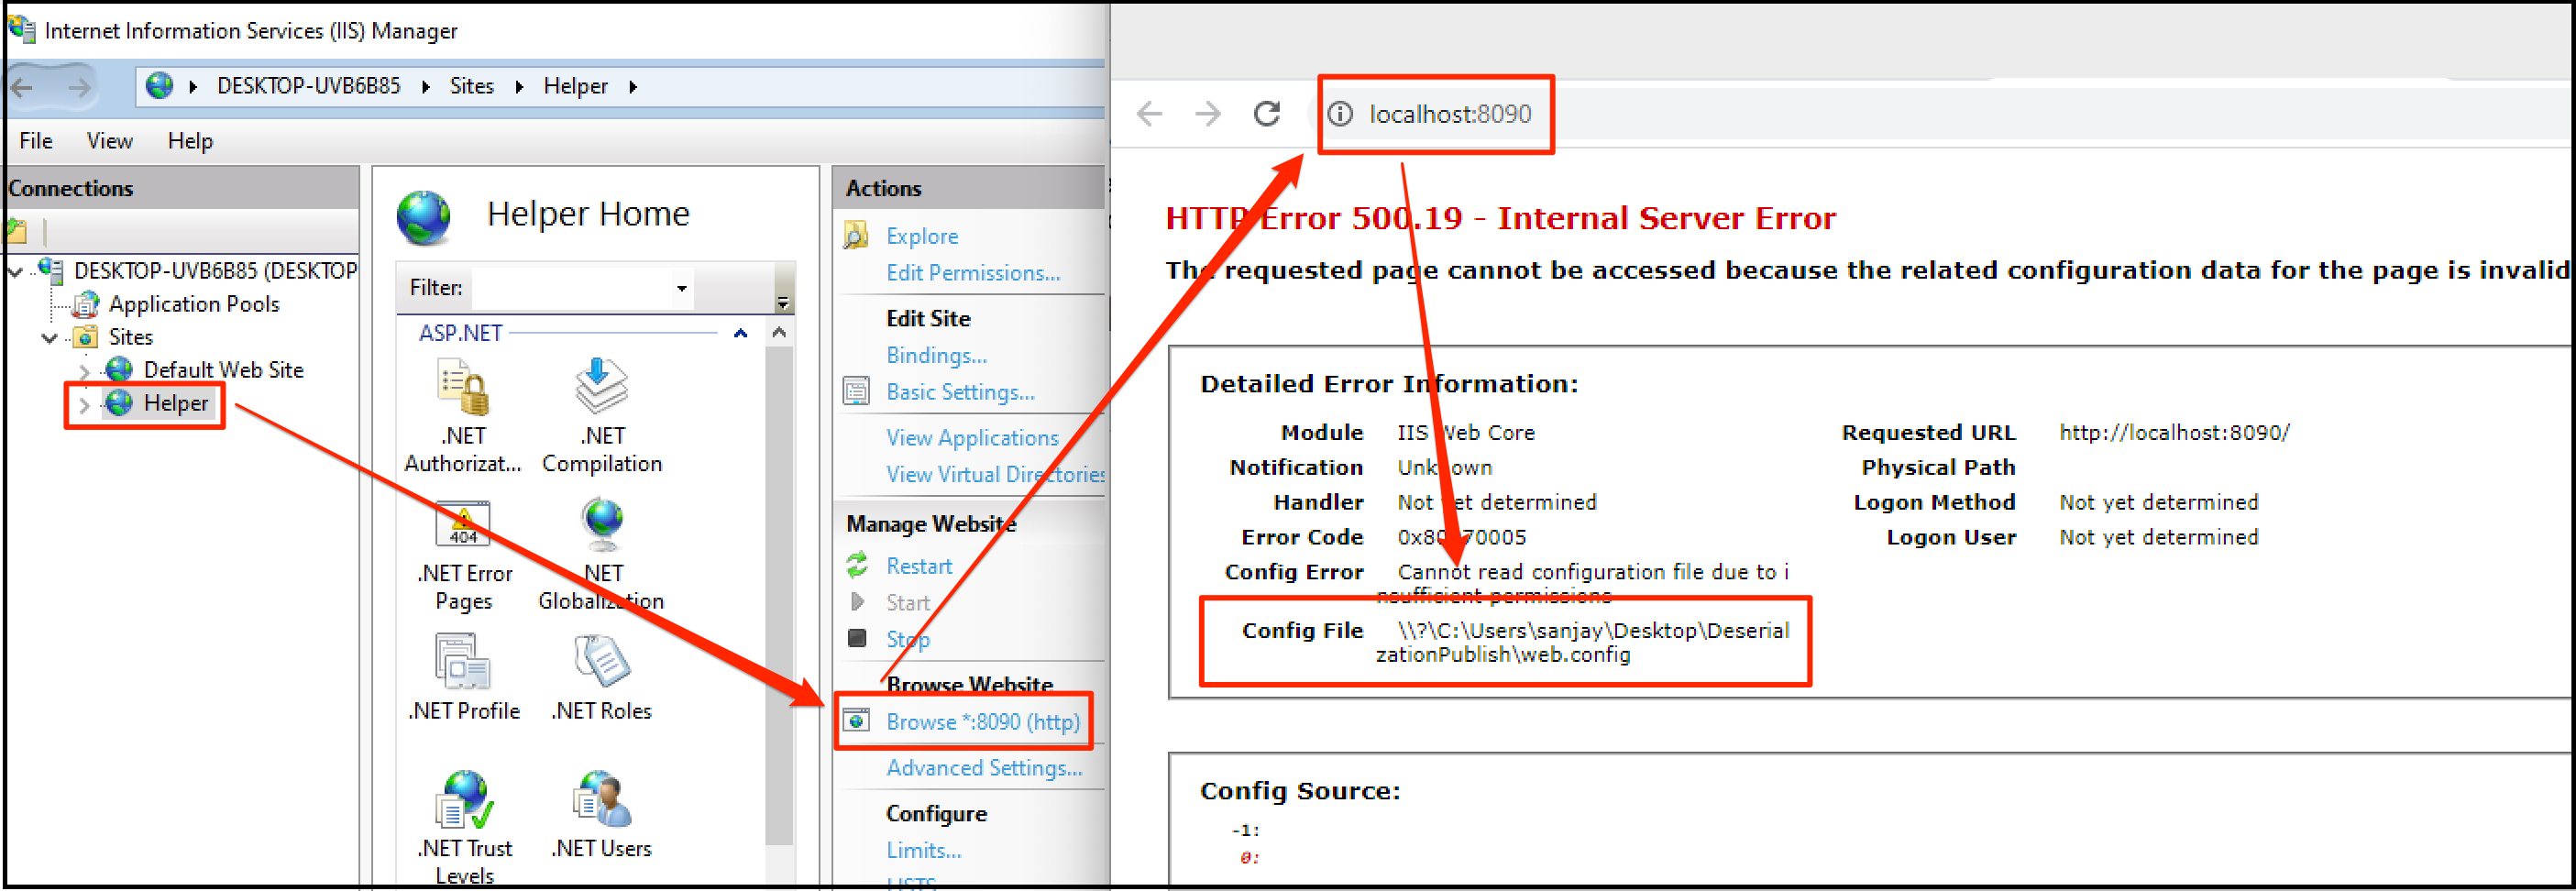 Internet Information Services (IIS) Manager
DESKTOP-UVB6B85 Sites Helper
File View Help
Connections
DESKTOP-UVB6B85 (DESKTOP
Application Pools
Sites
Default Web Site
Helper
Helper Home
Filter:
ASP.NET
.NET Authorizat...
.NET Compilation
404
.NET Error Pages
.NET Globalization
.NET Profile
.NET Roles
.NET Trust Levels
.NET Users
Actions
Explore
Edit Permissions...
Edit Site
Bindings...
Basic Settings...
View Applications
View Virtual Directories
Manage Website
Restart
Start
Stop
Browse Website
Browse *:8090 (http)
Advanced Settings...
Configure
Limits...
localhost:8090
HTTP Error 500.19 - Internal Server Error
The requested page cannot be accessed because the related configuration data for the page is invalid
Detailed Error Information:
Module IIS Web Core
Notification Unknown
Handler Not yet determined
Error Code 0x80070005
Config Error Cannot read configuration file due to i
nsufficient permissions
Config File \\?\C:\Users\sanjay\Desktop\Deserial
zationPublish\web.config
Requested URL http://localhost:8090/
Physical Path
Logon Method Not yet determined
Logon User Not yet determined
Config Source:
-1:
0: